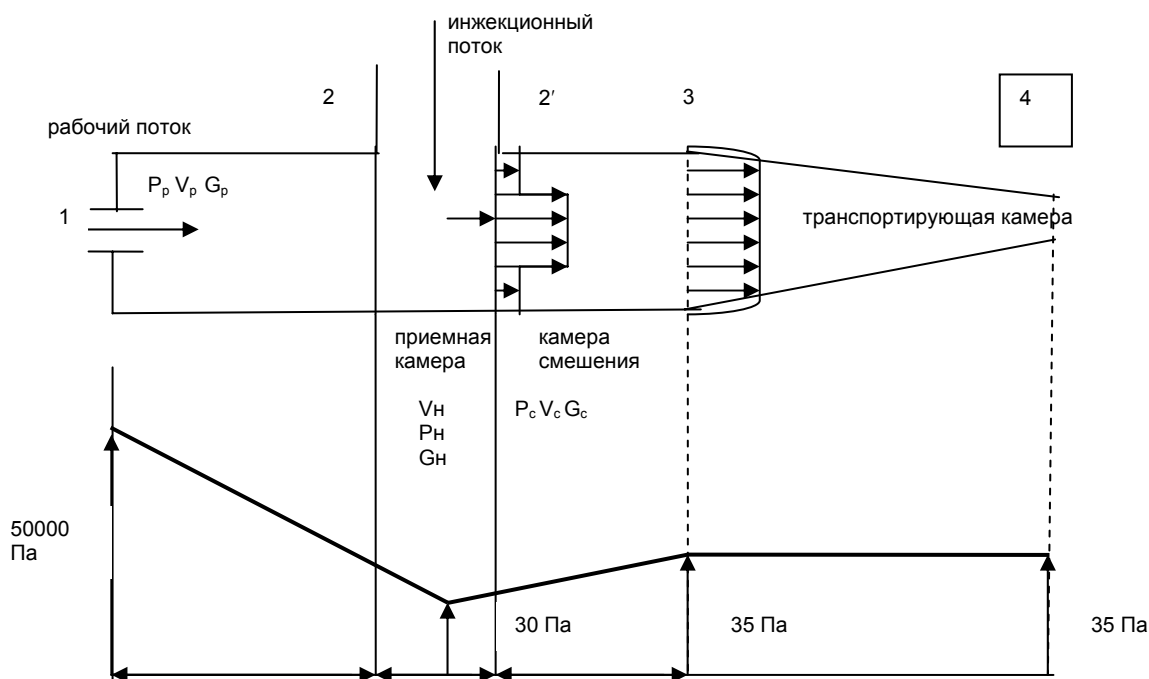 инжекционный
поток
2
2′
3
4
рабочий поток
Pр Vр Gр
1
транспортирующая камера
приемная
камера
камера
смешения
Vн
Pн
Gн
Pс Vс Gс
50000
Па
30 Па
35 Па
35 Па